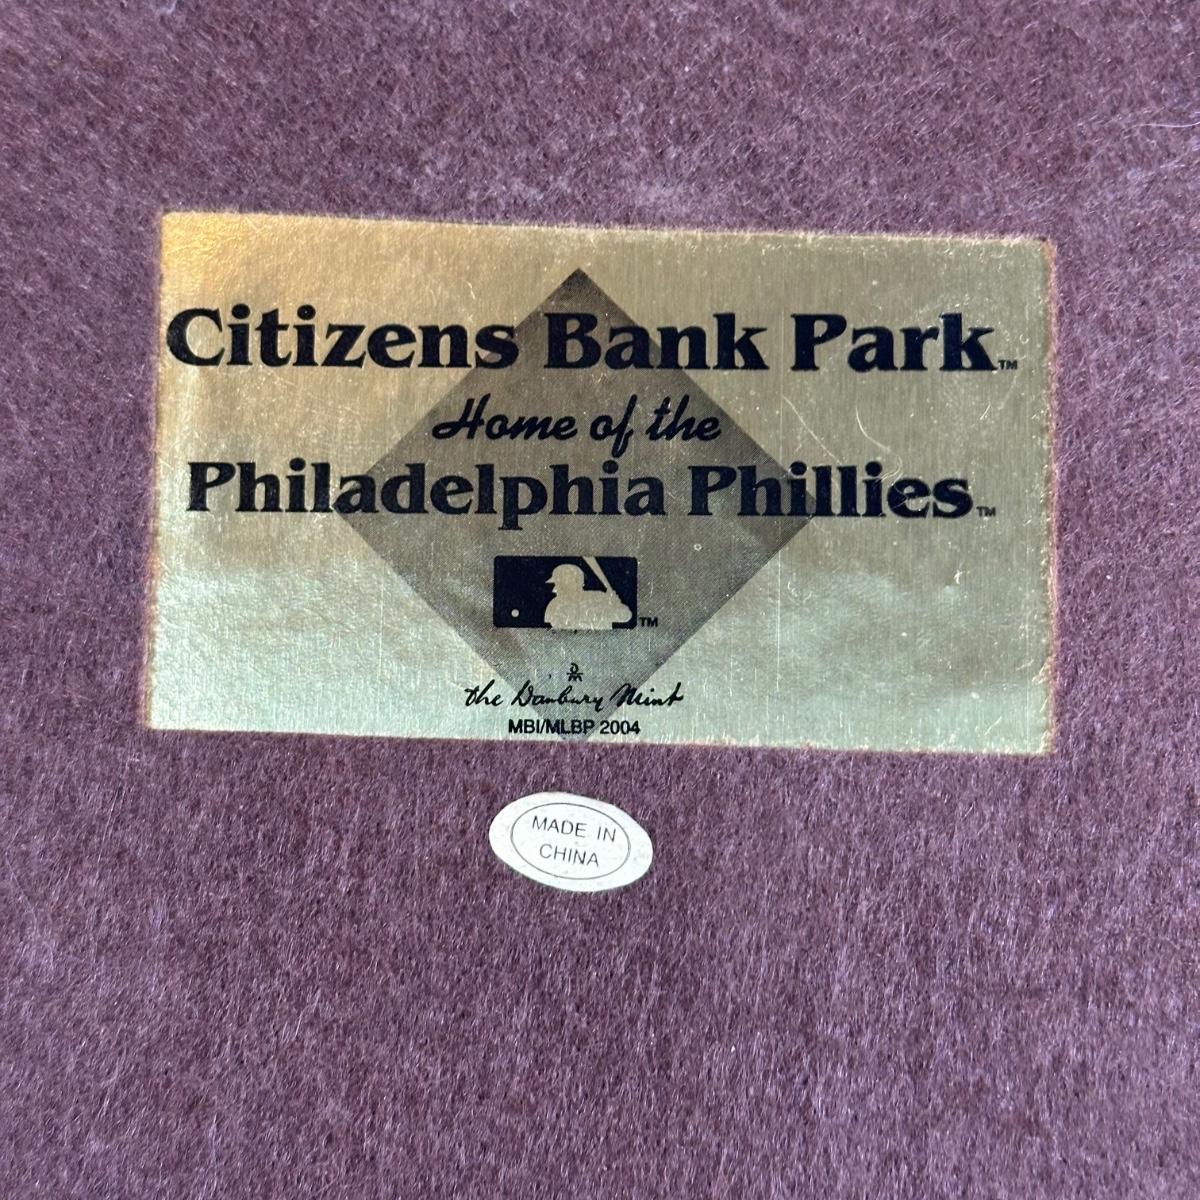 Citizens Bank Park™
Home of the
Philadelphia Phillies™
™
The Danbury Mint
MBI/MLBP 2004
MADE IN
CHINA